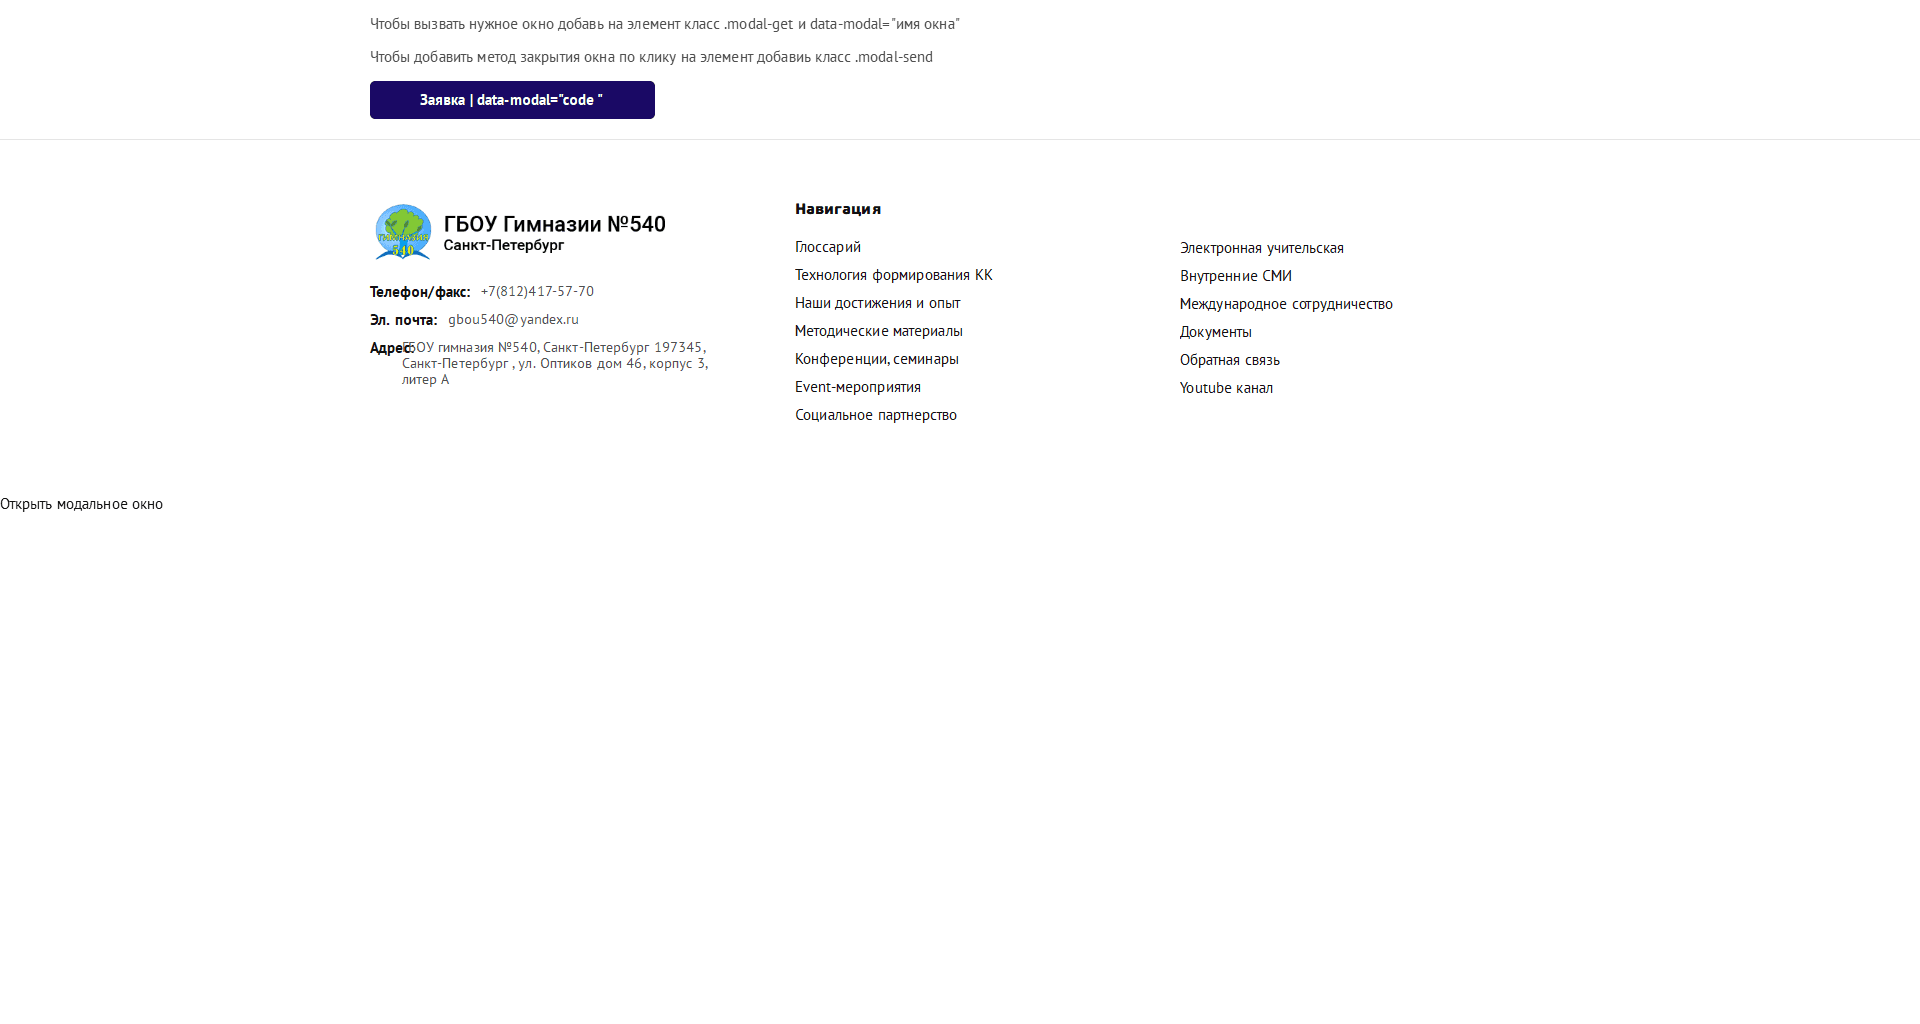 Чтобы вызвать нужное окно добавь на элемент класс .modal-get и data-modal="имя окна"
Чтобы добавить метод закрытия окна по клику на элемент добавиь класс .modal-send
Заявка | data-modal="code "
ГИМНАЗИЯ
540
ГБОУ Гимназии №540
Санкт-Петербург
Телефон/факс: +7(812)417-57-70
Эл. почта: gbou540@yandex.ru
Адрес: ГБОУ гимназия №540, Санкт-Петербург 197345,
Санкт-Петербург , ул. Оптиков дом 46, корпус 3,
литер А
Навигация
Глоссарий
Технология формирования КК
Наши достижения и опыт
Методические материалы
Конференции, семинары
Event-мероприятия
Социальное партнерство
Электронная учительская
Внутренние СМИ
Международное сотрудничество
Документы
Обратная связь
Youtube канал
Открыть модальное окно